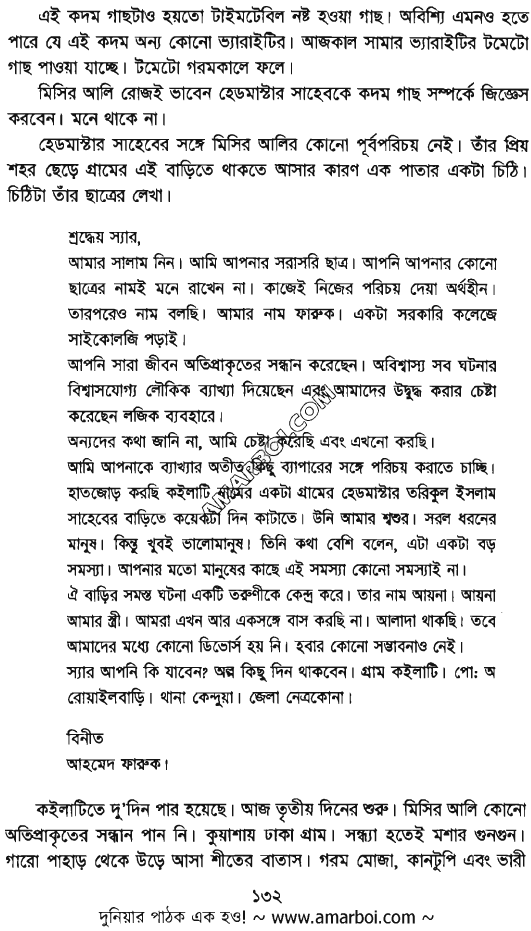 এই কদম গাছটাও হয়তো টাইমটেবিল নষ্ট হওয়া গাছ। অবিশ্যি এমনও হতে
পারে যে এই কদম অন্য কোনো ভ্যারাইটির। আজকাল সামার ভ্যারাইটির টমেটো
গাছ পাওয়া যাচ্ছে। টমেটো গরমকালে ফলে।
মিসির আলি রোজই ভাবেন হেডমাস্টার সাহেবকে কদম গাছ সম্পর্কে জিজ্ঞেস
করবেন। মনে থাকে না।
হেডমাস্টার সাহেবের সঙ্গে মিসির আলির কোনো পূর্বপরিচয় নেই। তাঁর প্রিয়
শহর ছেড়ে গ্রামের এই বাড়িতে থাকতে আসার কারণ এক পাতার একটা চিঠি।
চিঠিটা তাঁর ছাত্রের লেখা।
শ্রদ্ধেয় স্যার,
আমার সালাম নিন। আমি আপনার সরাসরি ছাত্র। আপনি আপনার কোনো
ছাত্রের নামই মনে রাখেন না। কাজেই নিজের পরিচয় দেয়া অর্থহীন।
তারপরেও নাম বলছি। আমার নাম ফারুক। একটা সরকারি কলেজে
সাইকোলজি পড়াই।
আপনি সারা জীবন অতিপ্রাকৃতের সন্ধান করেছেন। অবিশ্বাস্য সব ঘটনার
বিশ্বাসযোগ্য লৌকিক ব্যাখ্যা দিয়েছেন এবং আমাদের উদ্বুদ্ধ করার চেষ্টা
করেছেন লজিক ব্যবহারে।
অন্যদের কথা জানি না, আমি চেষ্টা করেছি এবং এখনো করছি।
আমি আপনাকে ব্যাখ্যার অতীত কিছু ব্যাপারের সঙ্গে পরিচয় করাতে চাচ্ছি।
হাতজোড় করছি কইলাটি নামের একটা গ্রামের হেডমাস্টার তরিকুল ইসলাম
সাহেবের বাড়িতে কয়েকটা দিন কাটাতে। উনি আমার শ্বশুর। সরল ধরনের
মানুষ। কিন্তু খুবই ভালোমানুষ। তিনি কথা বেশি বলেন, এটা একটা বড়
সমস্যা। আপনার মতো মানুষের কাছে এই সমস্যা কোনো সমস্যাই না।
ঐ বাড়ির সমস্ত ঘটনা একটি তরুণীকে কেন্দ্র করে। তার নাম আয়না। আয়না
আমার স্ত্রী। আমরা এখন আর একসঙ্গে বাস করছি না। আলাদা থাকছি। তবে
আমাদের মধ্যে কোনো ডিভোর্স হয় নি। হবার কোনো সম্ভাবনাও নেই।
স্যার আপনি কি যাবেন? অল্প কিছু দিন থাকবেন। গ্রাম কইলাটি। পো: অ
রোয়াইলবাড়ি। থানা কেন্দুয়া। জেলা নেত্রকোনা।
বিনীত
আহমেদ ফারুক।
কইলাটিতে দু'দিন পার হয়েছে। আজ তৃতীয় দিনের শুরু। মিসির আলি কোনো
অতিপ্রাকৃতের সন্ধান পান নি। কুয়াশায় ঢাকা গ্রাম। সন্ধ্যা হতেই মশার গুনগুন।
গারো পাহাড় থেকে উড়ে আসা শীতের বাতাস। গরম মোজা, কানটুপি এবং ভারী
১৩২
দুনিয়ার পাঠক এক হও! ~ www.amarboi.com ~
AMARBOI.COM